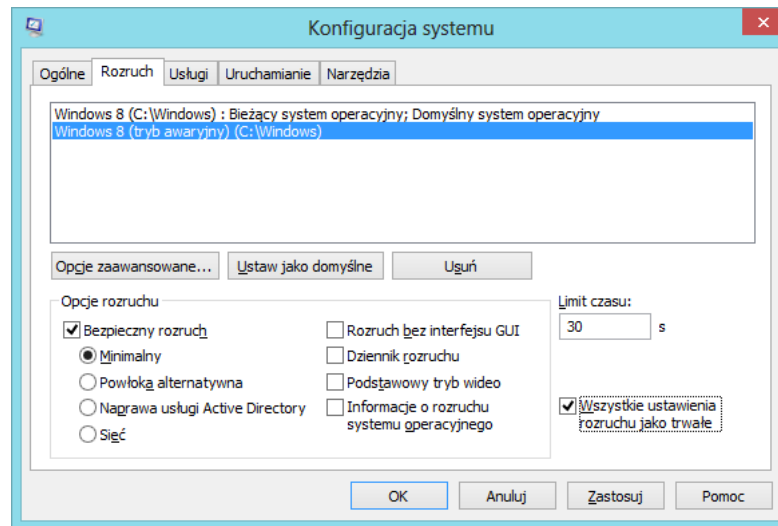 Konfiguracja systemu
Ogólne Rozruch Usługi Uruchamianie Narzędzia
Windows 8 (C:\Windows) : Bieżący system operacyjny; Domyślny system operacyjny
Windows 8 (tryb awaryjny) (C:\Windows)
Opcje zaawansowane... Ustaw jako domyślne Usuń
Opcje rozruchu
Limit czasu:
Bezpieczny rozruch
Rozruch bez interfejsu GUI
30 s
Minimalny
Dziennik rozruchu
Powłoka alternatywna
Podstawowy tryb wideo
Naprawa usługi Active Directory
Informacje o rozruchu
systemu operacyjnego
Wszystkie ustawienia
rozruchu jako trwałe
Sieć
OK Anuluj Zastosuj Pomoc